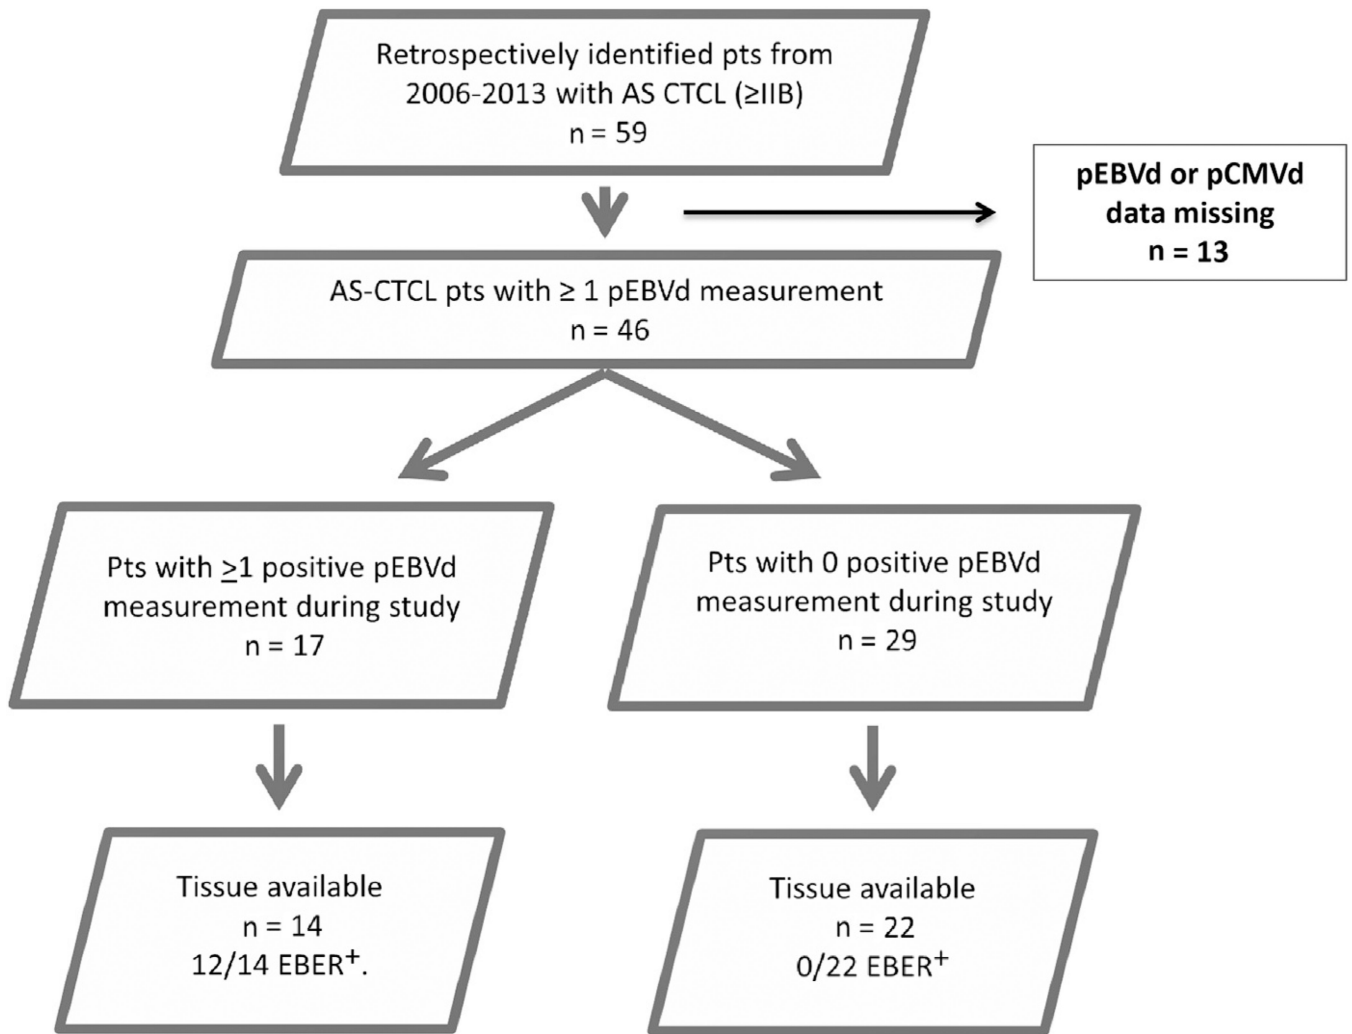 Retrospectively identified pts from
2006-2013 with AS CTCL (≥IIB)
n = 59
pEBVd or pCMVd
data missing
n = 13
AS-CTCL pts with ≥ 1 pEBVd measurement
n = 46
Pts with ≥1 positive pEBVd
measurement during study
n = 17
Pts with 0 positive pEBVd
measurement during study
n = 29
Tissue available
n = 14
12/14 EBER⁺.
Tissue available
n = 22
0/22 EBER⁺